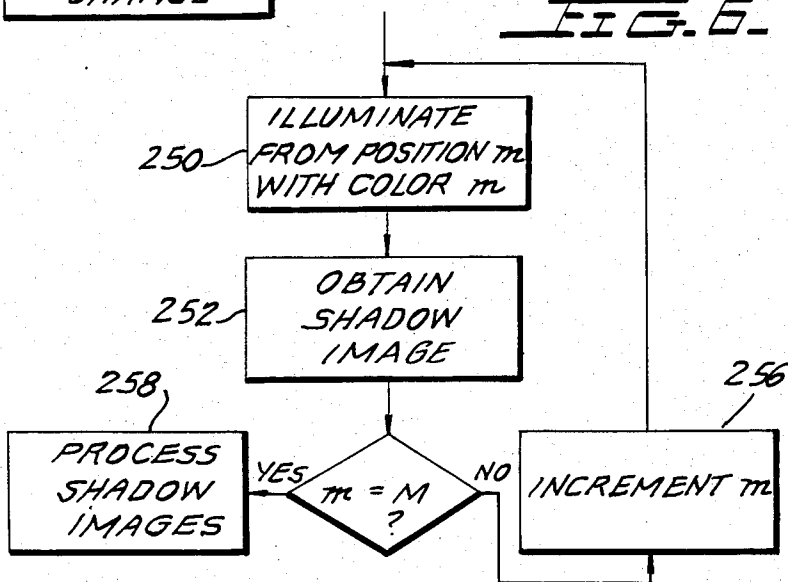 FIG. 6.
ILLUMINATE
FROM POSITION m
WITH COLOR m
250
OBTAIN
SHADOW
IMAGE
252
258
256
PROCESS
SHADOW
IMAGES
YES
m = M
?
NO
INCREMENT m